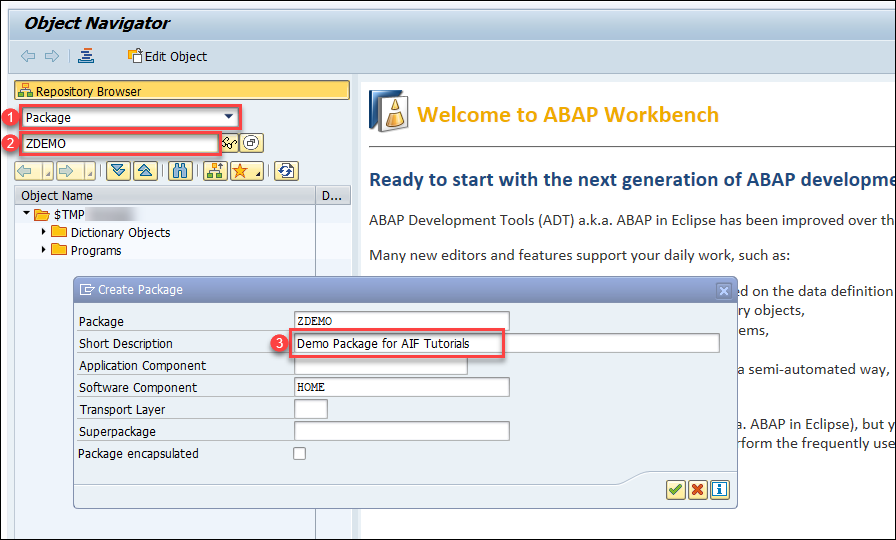 Object Navigator
Edit Object
Repository Browser
1 Package
2 ZDEMO
Object Name D...
$TMP
Dictionary Objects
Programs
Welcome to ABAP Workbench
Ready to start with the next generation of ABAP developme
ABAP Development Tools (ADT) a.k.a. ABAP in Eclipse has been improved over th
Many new editors and features support your daily work, such as:
ed on the data definition
ry objects,
ems,
a semi-automated way,
a. ABAP in Eclipse), but y
rform the frequently use
Create Package
Package ZDEMO
Short Description 3 Demo Package for AIF Tutorials
Application Component
Software Component HOME
Transport Layer
Superpackage
Package encapsulated